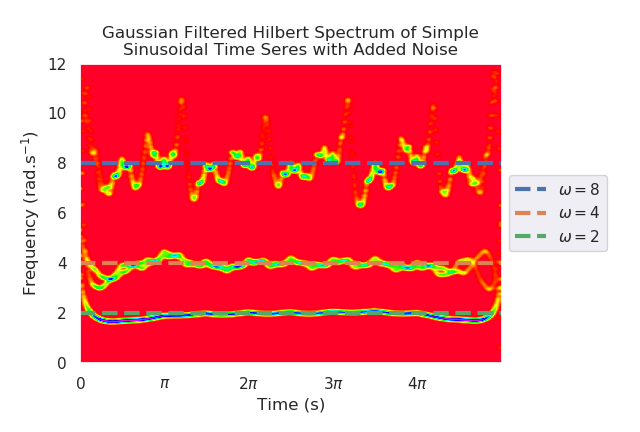 Gaussian Filtered Hilbert Spectrum of Simple
Sinusoidal Time Seres with Added Noise
12
10
8
6
4
2
0
Frequency (rad.s⁻¹)
0
π
2π
3π
4π
Time (s)
ω = 8
ω = 4
ω = 2